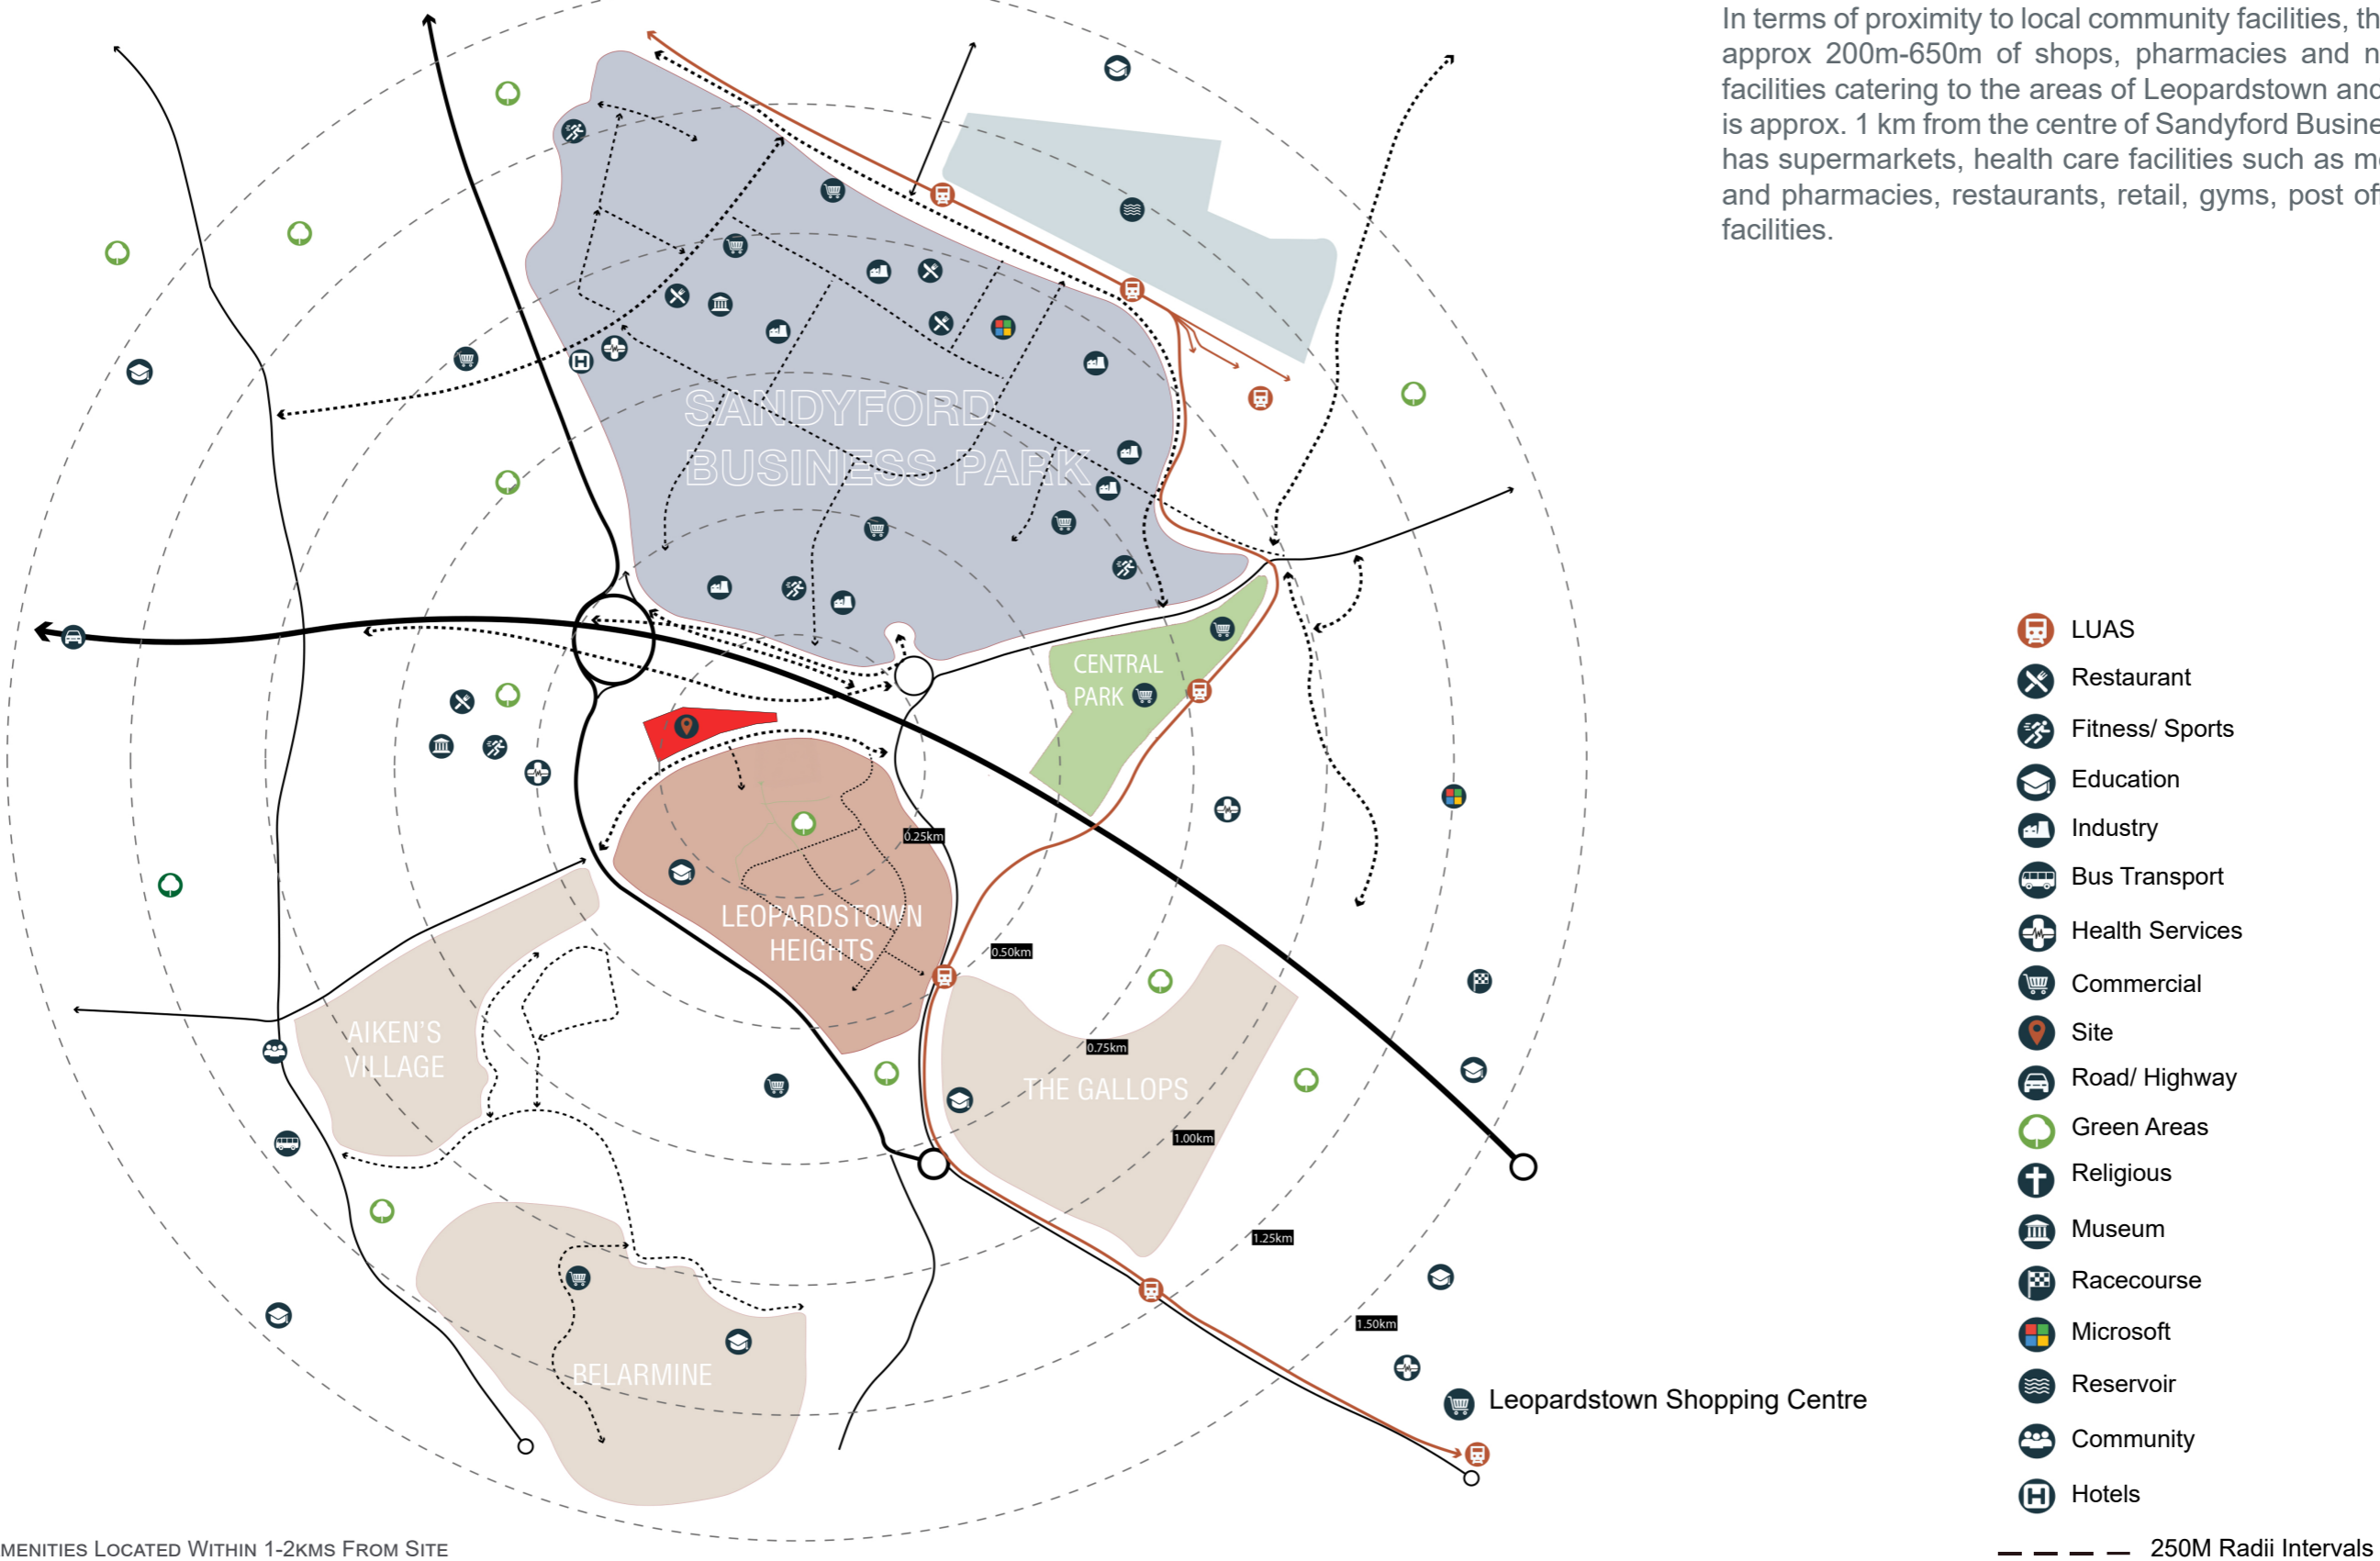 In terms of proximity to local community facilities, th
approx 200m-650m of shops, pharmacies and n
facilities catering to the areas of Leopardstown and
is approx. 1 km from the centre of Sandyford Busine
has supermarkets, health care facilities such as m
and pharmacies, restaurants, retail, gyms, post of
facilities.
SANDYFORD
BUSINESS PARK
CENTRAL
PARK
0.25km
LEOPARDSTOWN
HEIGHTS
0.50km
AIKEN'S
VILLAGE
0.75km
THE GALLOPS
1.00km
1.25km
1.50km
BELARMINE
Leopardstown Shopping Centre
LUAS
Restaurant
Fitness/ Sports
Education
Industry
Bus Transport
Health Services
Commercial
Site
Road/ Highway
Green Areas
Religious
Museum
Racecourse
Microsoft
Reservoir
Community
Hotels
250M Radii Intervals
MENITIES LOCATED WITHIN 1-2KMS FROM SITE